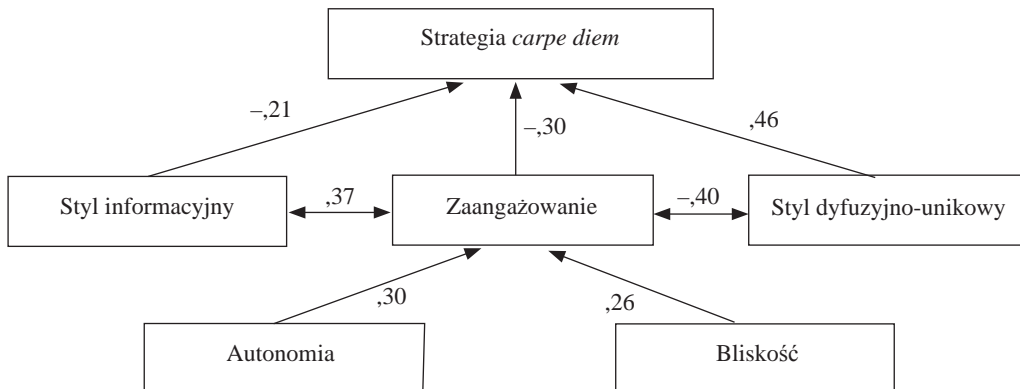 Strategia carpe diem
–,21
–,30
,46
Styl informacyjny
,37
Zaangażowanie
–,40
Styl dyfuzyjno-unikowy
,30
,26
Autonomia
Bliskość